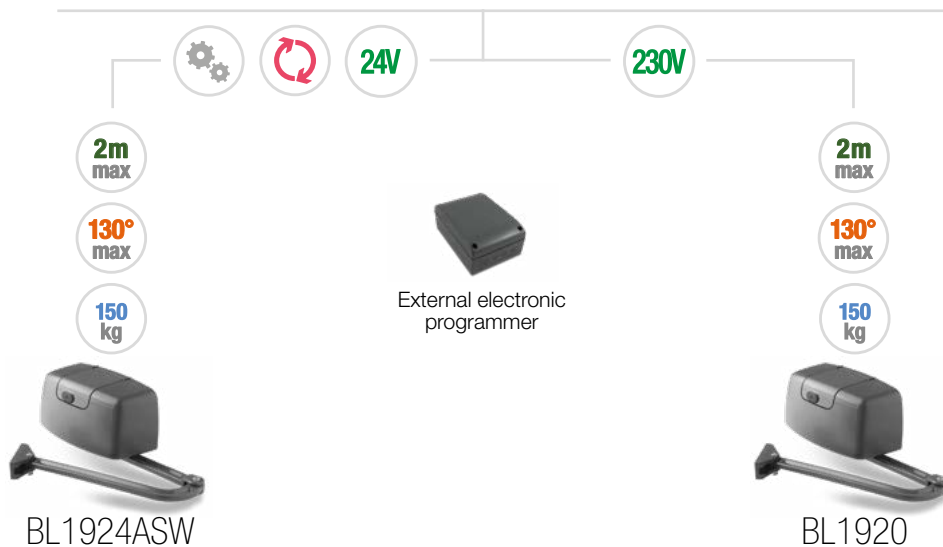 24V
230V
2m
max
130°
max
150
kg
External electronic
programmer
2m
max
130°
max
150
kg
BL1924ASW
BL1920